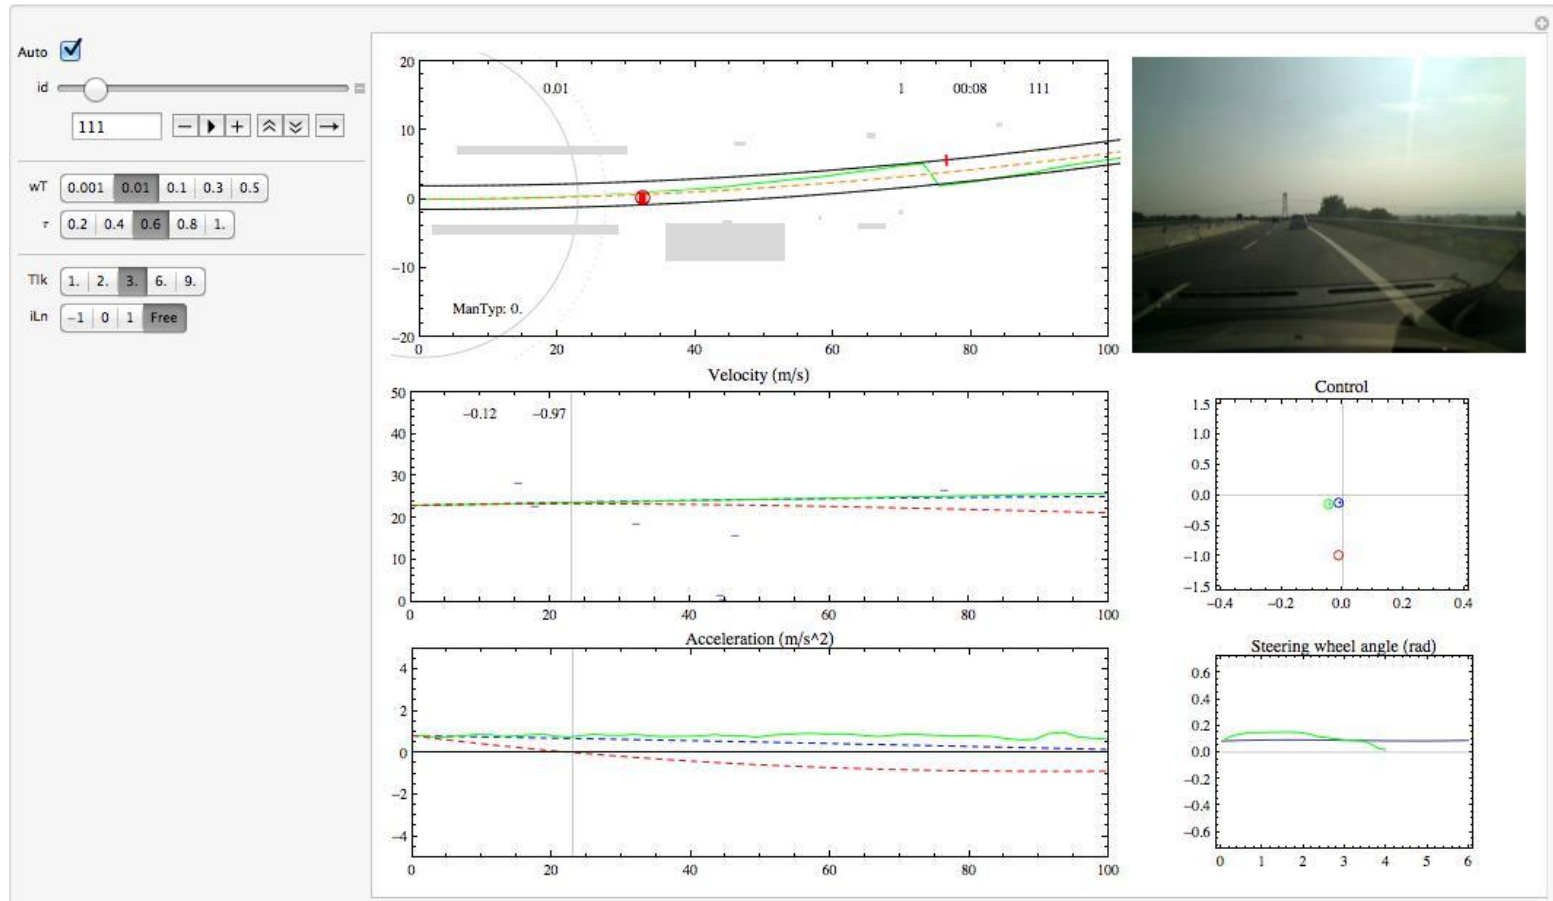 Auto
id
111
wT 0.001 0.01 0.1 0.3 0.5
τ 0.2 0.4 0.6 0.8 1.
Tlk 1. 2. 3. 6. 9.
iLn −1 0 1 Free
20
10
0
−10
−20
0.01 1 00:08 111
ManTyp: 0.
0 20 40 60 80 100
Velocity (m/s)
50
40
30
20
10
0
−0.12 −0.97
0 20 40 60 80 100
Acceleration (m/s^2)
4
2
0
−2
−4
0 20 40 60 80 100
Control
1.5
1.0
0.5
0.0
−0.5
−1.0
−1.5
−0.4 −0.2 0.0 0.2 0.4
Steering wheel angle (rad)
0.6
0.4
0.2
0.0
−0.2
−0.4
−0.6
0 1 2 3 4 5 6